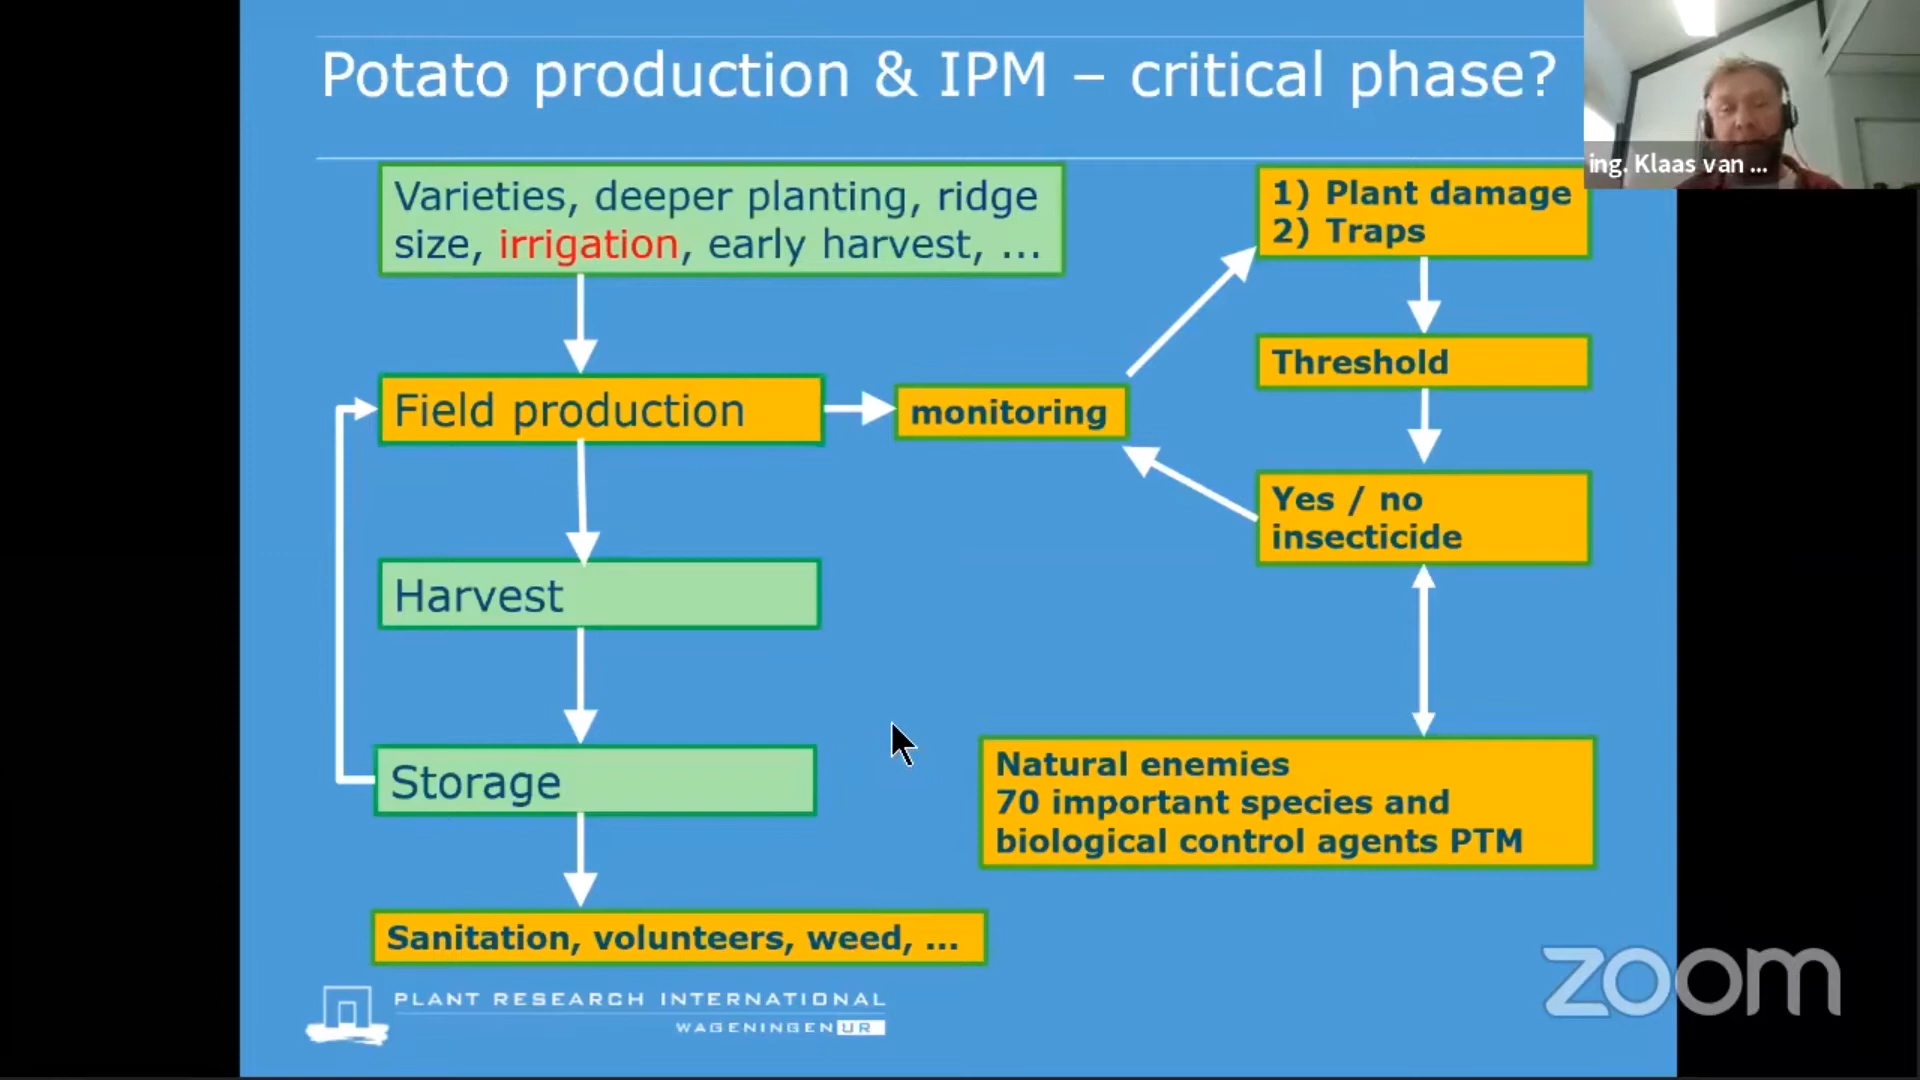 Potato production & IPM – critical phase?
ing. Klaas van ...
Varieties, deeper planting, ridge
size, irrigation, early harvest, ...
1) Plant damage
2) Traps
Threshold
Field production
monitoring
Yes / no
insecticide
Harvest
Storage
Natural enemies
70 important species and
biological control agents PTM
Sanitation, volunteers, weed, ...
PLANT RESEARCH INTERNATIONAL
WAGENINGEN UR
zoom